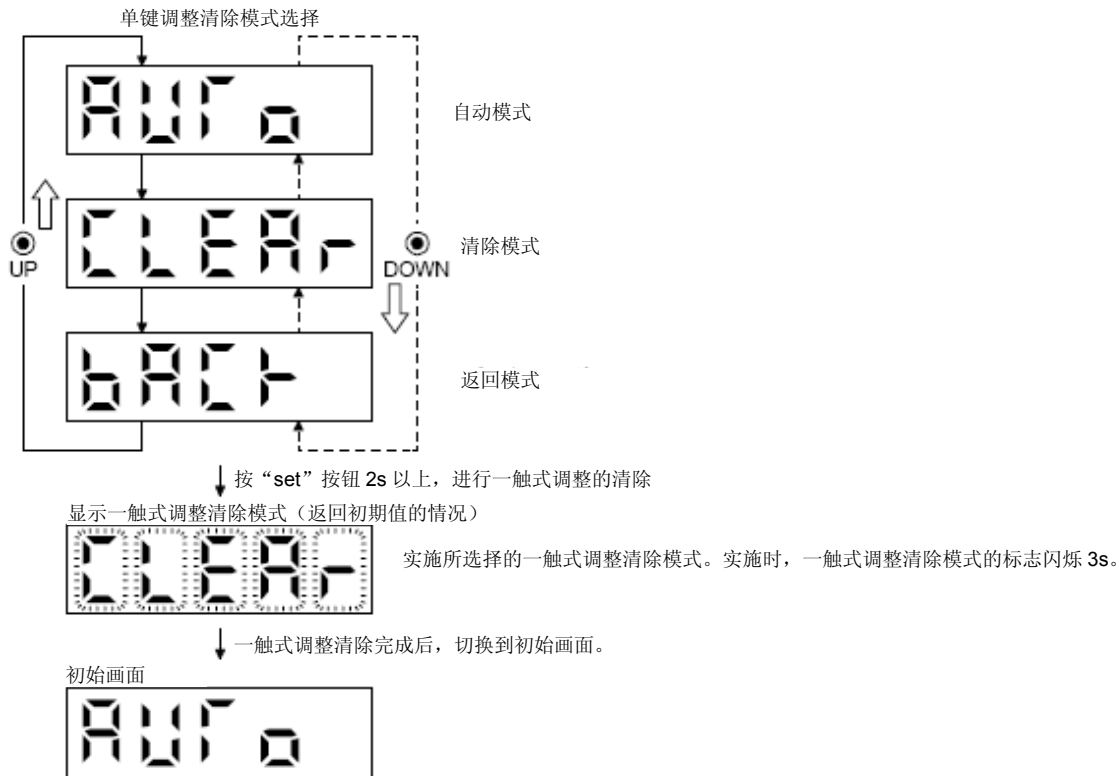 单键调整清除模式选择
AUTo
自动模式
CLEAr
清除模式
UP
DOWN
bACk
返回模式
按“set”按钮 2s 以上，进行一触式调整的清除
显示一触式调整清除模式（返回初期值的情况）
CLEAr
实施所选择的一触式调整清除模式。实施时，一触式调整清除模式的标志闪烁 3s。
一触式调整清除完成后，切换到初始画面。
初始画面
AUTo